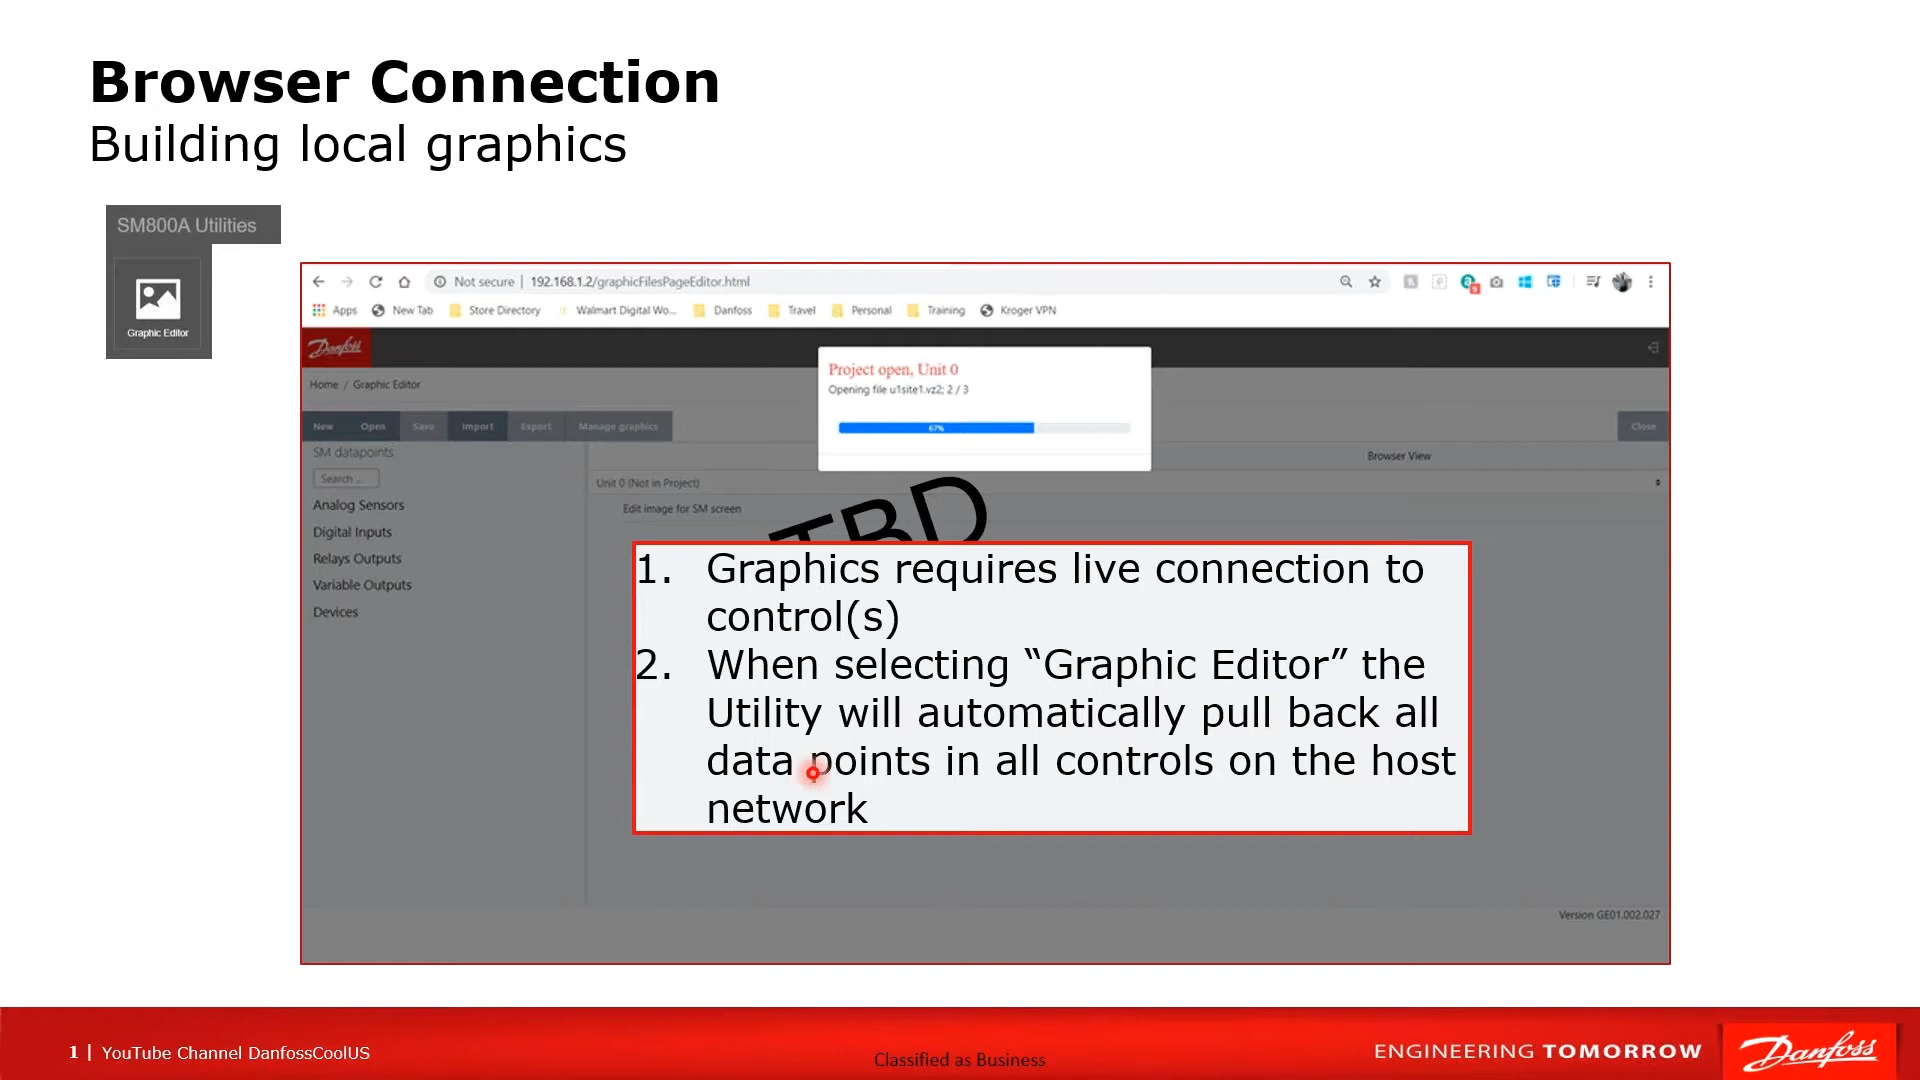 Browser Connection
Building local graphics
SM800A Utilities
Graphic Editor
Not secure | 192.168.1.2/graphicFilesPageEditor.html
Apps New Tab Store Directory Walmart Digital Wo... Danfoss Travel Personal Training Kroger VPN
Danfoss
Home / Graphic Editor
Project open, Unit 0
Opening file u1site1.vz2; 2 / 3
67%
New Open Save Import Export Manage graphics Close
SM datapoints
Browser View
Search ...
Unit 0 (Not in Project)
Analog Sensors
Edit image for SM screen
Digital Inputs
Relays Outputs
Variable Outputs
Devices
TBD
1. Graphics requires live connection to
control(s)
2. When selecting “Graphic Editor” the
Utility will automatically pull back all
data points in all controls on the host
network
Version GE01.002.027
1 | YouTube Channel DanfossCoolUS
Classified as Business
ENGINEERING TOMORROW
Danfoss